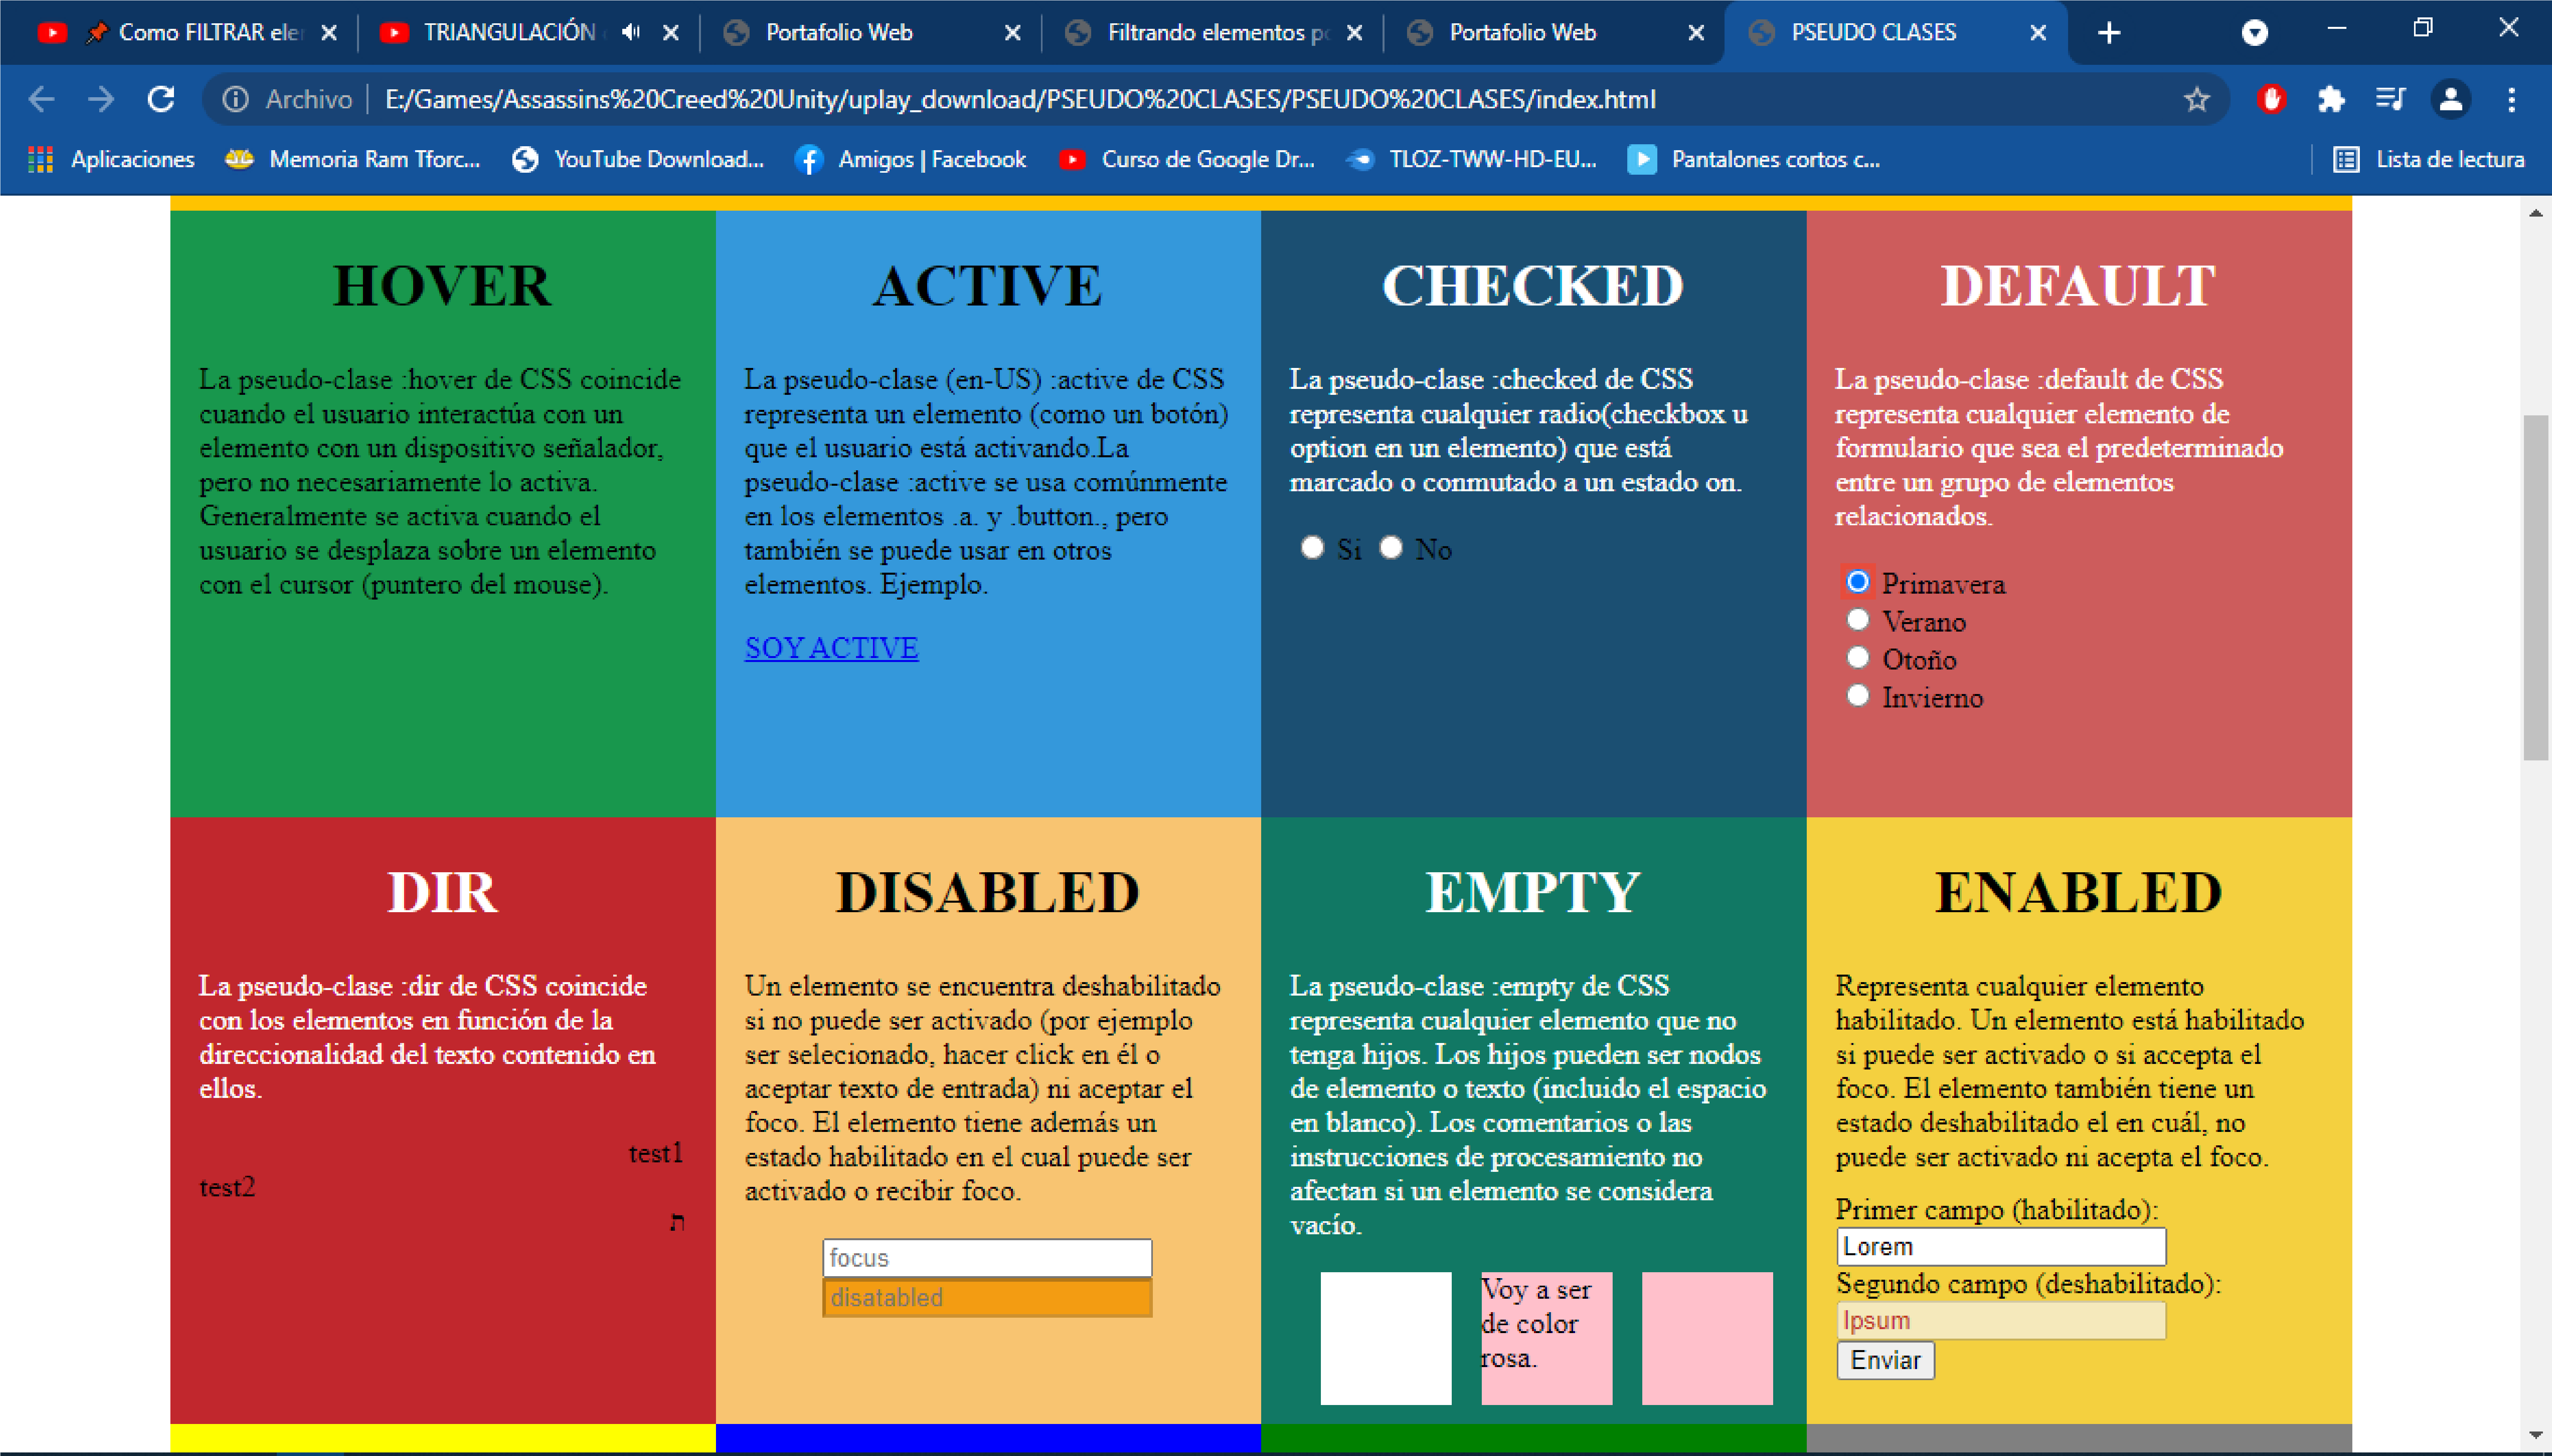 Como FILTRAR ele
TRIANGULACIÓN
Portafolio Web
Filtrando elementos po
Portafolio Web
PSEUDO CLASES
Archivo
E:/Games/Assassins%20Creed%20Unity/uplay_download/PSEUDO%20CLASES/PSEUDO%20CLASES/index.html
Aplicaciones
Memoria Ram Tforc...
YouTube Download...
Amigos | Facebook
Curso de Google Dr...
TLOZ-TWW-HD-EU...
Pantalones cortos c...
Lista de lectura
HOVER
La pseudo-clase :hover de CSS coincide
cuando el usuario interactúa con un
elemento con un dispositivo señalador,
pero no necesariamente lo activa.
Generalmente se activa cuando el
usuario se desplaza sobre un elemento
con el cursor (puntero del mouse).
ACTIVE
La pseudo-clase (en-US) :active de CSS
representa un elemento (como un botón)
que el usuario está activando.La
pseudo-clase :active se usa comúnmente
en los elementos .a. y .button., pero
también se puede usar en otros
elementos. Ejemplo.
SOY ACTIVE
CHECKED
La pseudo-clase :checked de CSS
representa cualquier radio(checkbox u
option en un elemento) que está
marcado o conmutado a un estado on.
Si No
DEFAULT
La pseudo-clase :default de CSS
representa cualquier elemento de
formulario que sea el predeterminado
entre un grupo de elementos
relacionados.
Primavera
Verano
Otoño
Invierno
DIR
La pseudo-clase :dir de CSS coincide
con los elementos en función de la
direccionalidad del texto contenido en
ellos.
test1
test2
ת
DISABLED
Un elemento se encuentra deshabilitado
si no puede ser activado (por ejemplo
ser selecionado, hacer click en él o
aceptar texto de entrada) ni aceptar el
foco. El elemento tiene además un
estado habilitado en el cual puede ser
activado o recibir foco.
focus
disatabled
EMPTY
La pseudo-clase :empty de CSS
representa cualquier elemento que no
tenga hijos. Los hijos pueden ser nodos
de elemento o texto (incluido el espacio
en blanco). Los comentarios o las
instrucciones de procesamiento no
afectan si un elemento se considera
vacío.
Voy a ser
de color
rosa.
ENABLED
Representa cualquier elemento
habilitado. Un elemento está habilitado
si puede ser activado o si accepta el
foco. El elemento también tiene un
estado deshabilitado el en cuál, no
puede ser activado ni acepta el foco.
Primer campo (habilitado):
Lorem
Segundo campo (deshabilitado):
Ipsum
Enviar